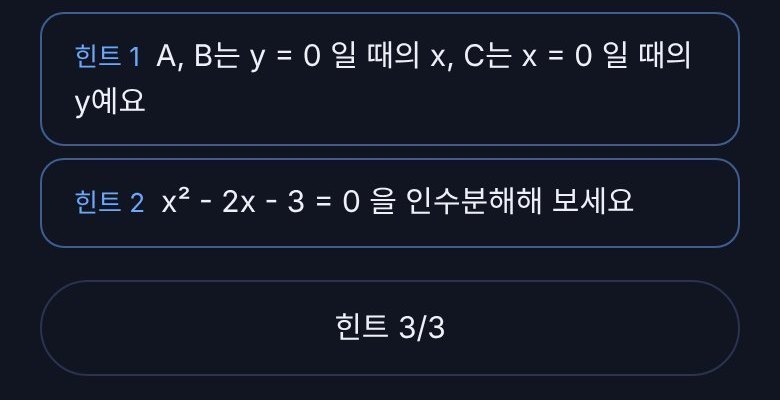 힌트 1 A, B는 y = 0 일 때의 x, C는 x = 0 일 때의
y예요
힌트 2 x² - 2x - 3 = 0 을 인수분해해 보세요
힌트 3/3